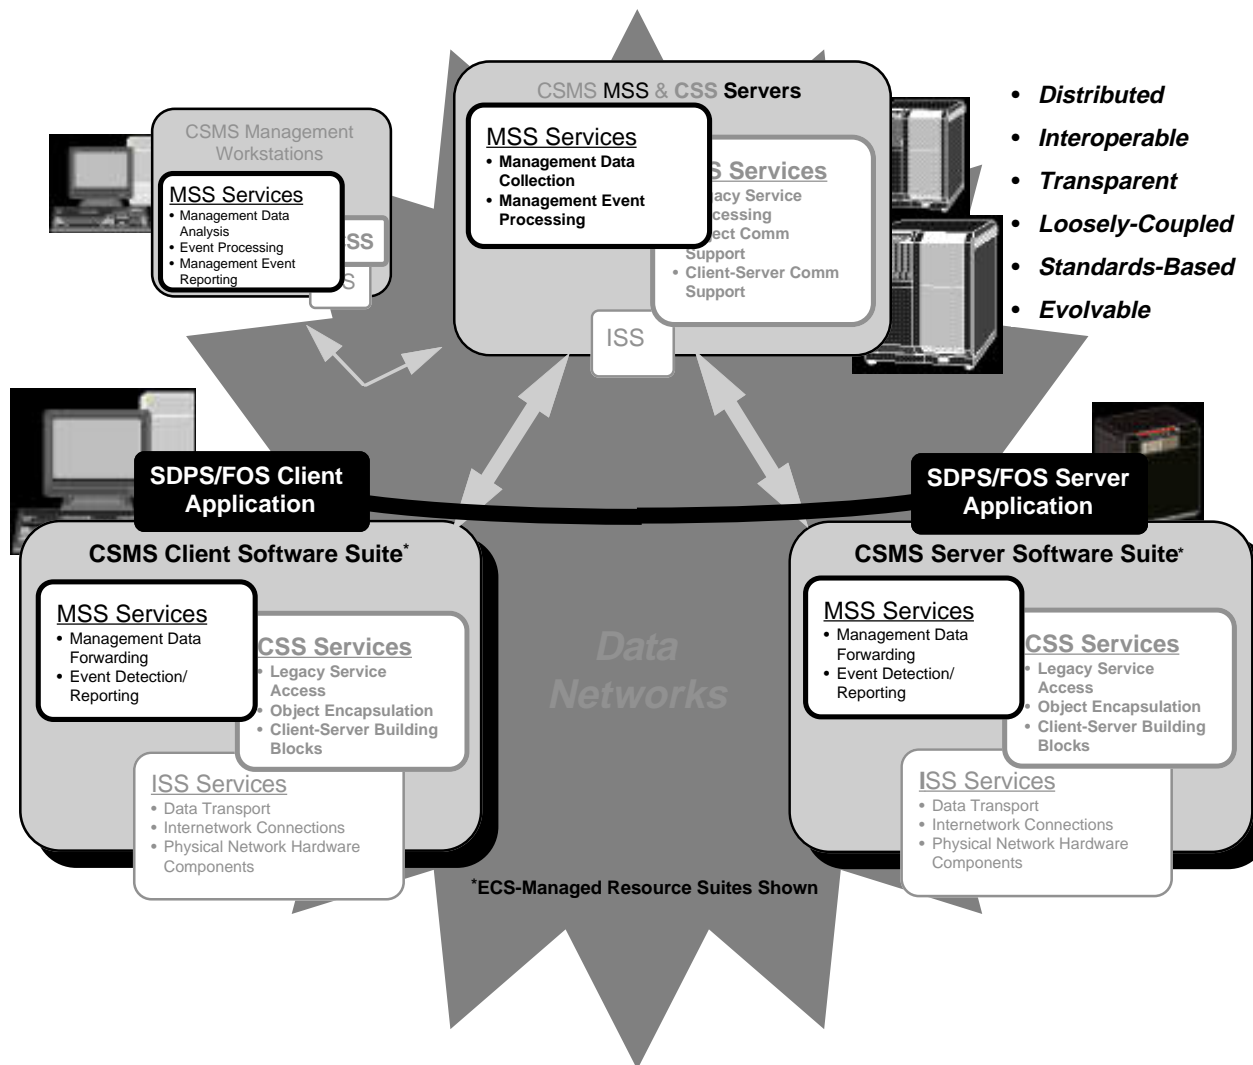 CSMS MSS & CSS Servers
MSS Services
• Management Data
Collection
• Management Event
Processing
Services
Service
Comm
Support
• Client-Server Comm
Support
ISS
CSMS Management
Workstations
MSS Services
• Management Data
Analysis
• Event Processing
• Management Event
Reporting
CSS
• Distributed
• Interoperable
• Transparent
• Loosely-Coupled
• Standards-Based
• Evolvable
SDPS/FOS Client
Application
SDPS/FOS Server
Application
CSMS Client Software Suite*
MSS Services
• Management Data
Forwarding
• Event Detection/
Reporting
CSS Services
• Legacy Service
Access
• Object Encapsulation
• Client-Server Building
Blocks
ISS Services
• Data Transport
• Internetwork Connections
• Physical Network Hardware
Components
Data
Networks
CSMS Server Software Suite*
MSS Services
• Management Data
Forwarding
• Event Detection/
Reporting
CSS Services
• Legacy Service
Access
• Object Encapsulation
• Client-Server Building
Blocks
ISS Services
• Data Transport
• Internetwork Connections
• Physical Network Hardware
Components
*ECS-Managed Resource Suites Shown